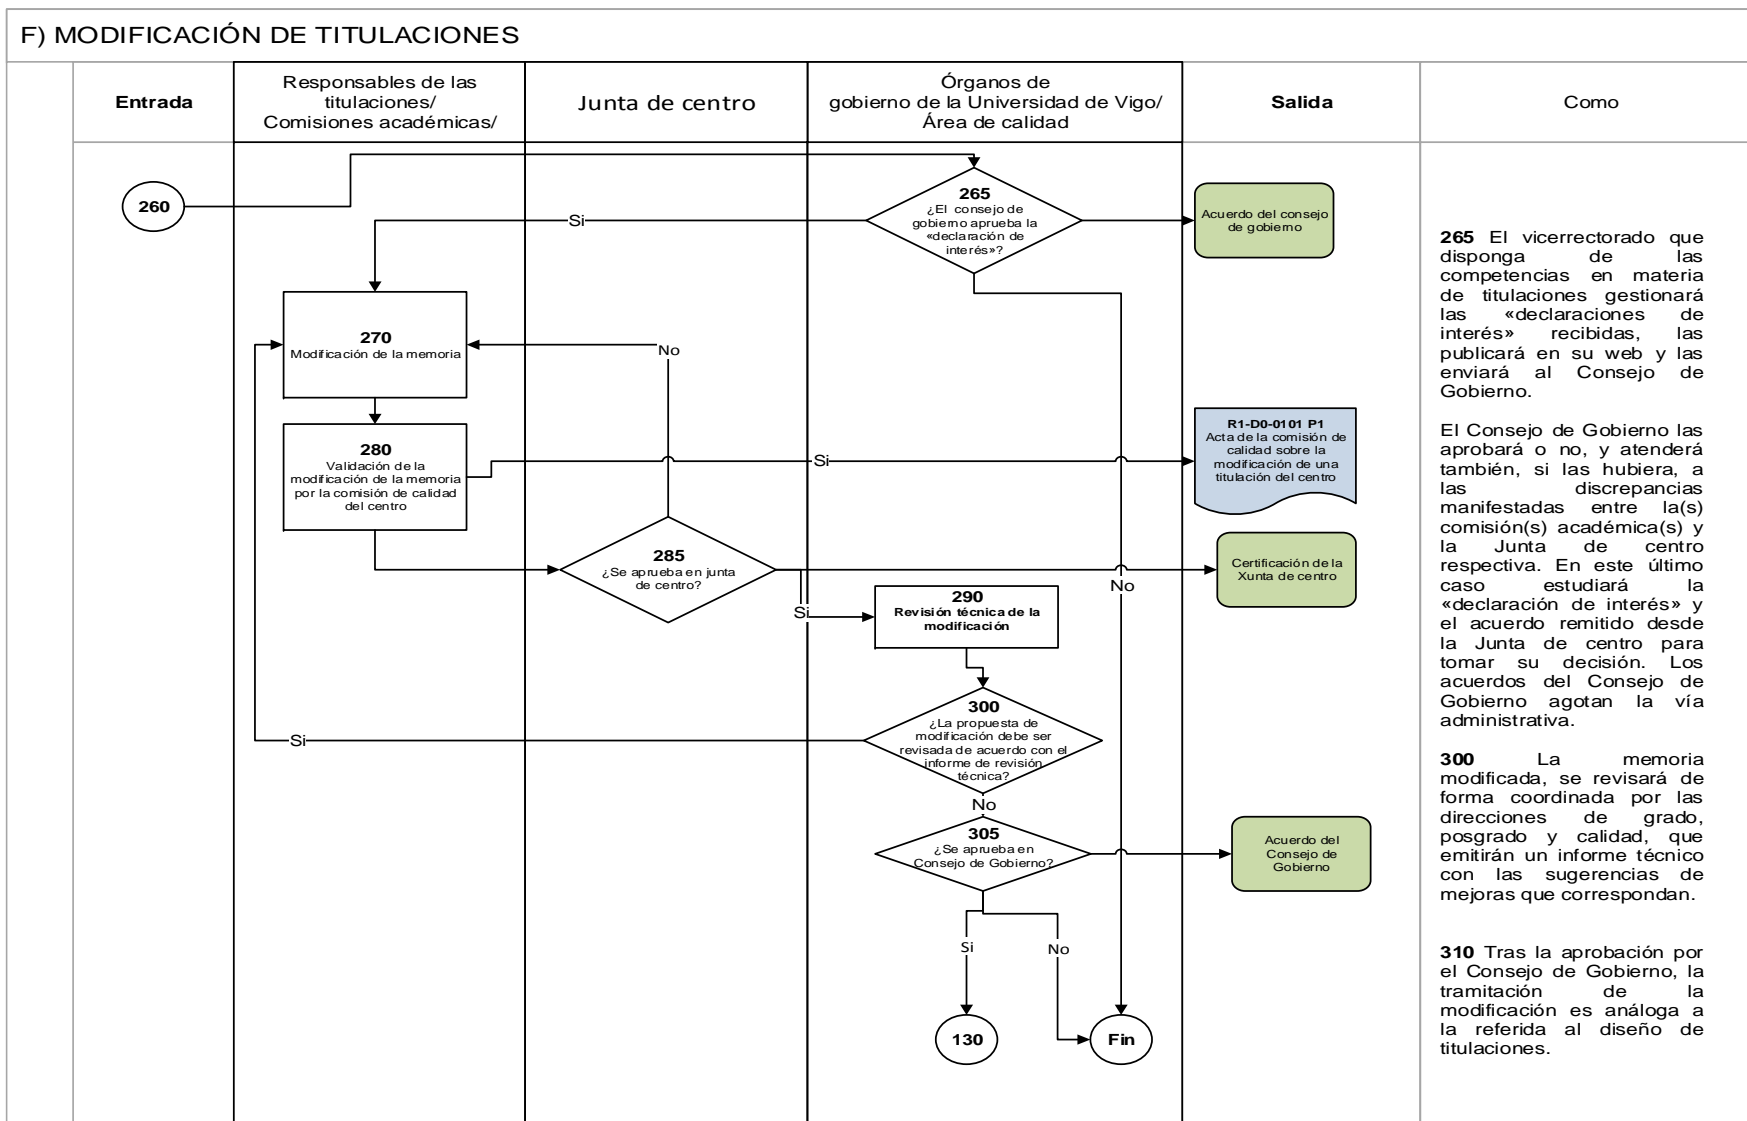 F) MODIFICACIÓN DE TITULACIONES
Entrada
Responsables de las
titulaciones/
Comisiones académicas/
Junta de centro
Órganos de
gobierno de la Universidad de Vigo/
Área de calidad
Salida
Como
260
265
¿El consejo de
gobierno aprueba la
«declaración de
interés»?
Si
Acuerdo del consejo
de gobierno
270
Modificación de la memoria
No
280
Validación de la
modificación de la memoria
por la comisión de calidad
del centro
Si
R1-D0-0101 P1
Acta de la comisión de
calidad sobre la
modificación de una
titulación del centro
285
¿Se aprueba en junta
de centro?
Certificación de la
Xunta de centro
No
Si
290
Revisión técnica de la
modificación
300
¿La propuesta de
modificación debe ser
revisada de acuerdo con el
informe de revisión
técnica?
Si
No
305
¿Se aprueba en
Consejo de Gobierno?
Acuerdo del
Consejo de
Gobierno
Si
No
130
Fin
265 El vicerrectorado que
disponga de las
competencias en materia
de titulaciones gestionará
las «declaraciones de
interés» recibidas, las
publicará en su web y las
enviará al Consejo de
Gobierno.
El Consejo de Gobierno las
aprobará o no, y atenderá
también, si las hubiera, a
las discrepancias
manifestadas entre la(s)
comisión(s) académica(s) y
la Junta de centro
respectiva. En este último
caso estudiará la
«declaración de interés» y
el acuerdo remitido desde
la Junta de centro para
tomar su decisión. Los
acuerdos del Consejo de
Gobierno agotan la vía
administrativa.
300 La memoria
modificada, se revisará de
forma coordinada por las
direcciones de grado,
posgrado y calidad, que
emitirán un informe técnico
con las sugerencias de
mejoras que correspondan.
310 Tras la aprobación por
el Consejo de Gobierno, la
tramitación de la
modificación es análoga a
la referida al diseño de
titulaciones.